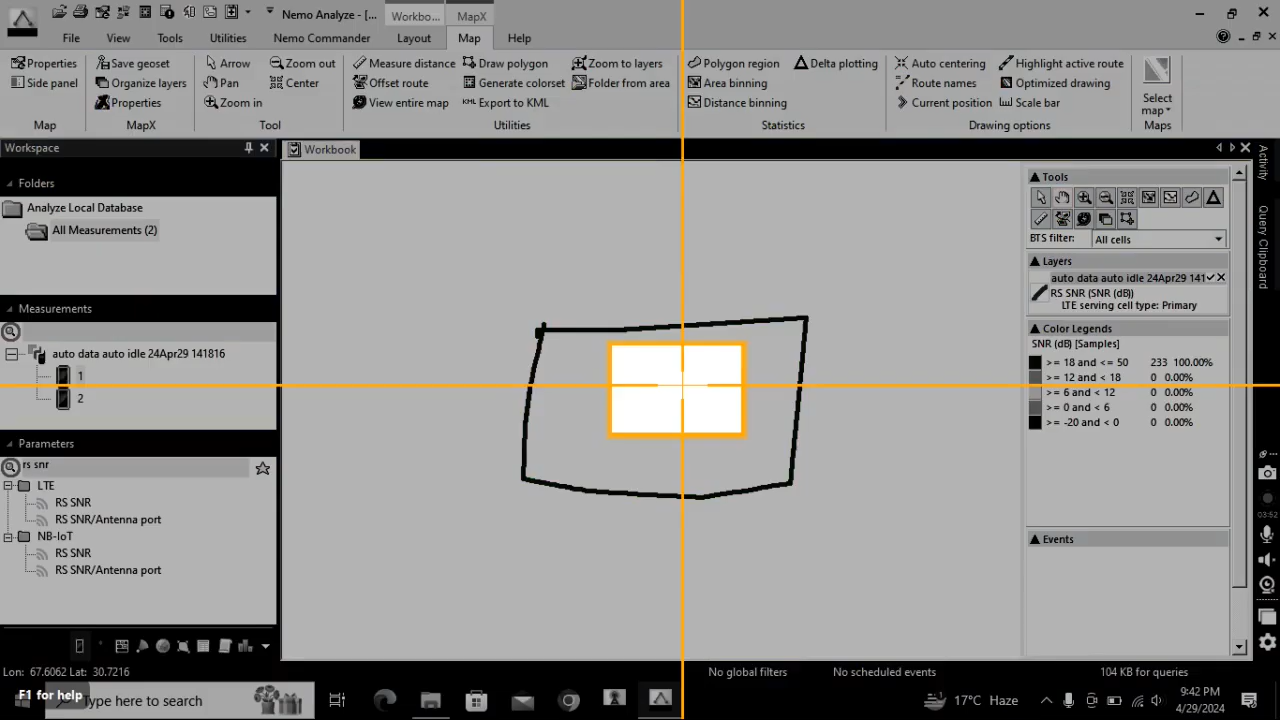 Nemo Analyze - [...
Workbo...
MapX
File
View
Tools
Utilities
Nemo Commander
Layout
Map
Help
Properties
Side panel
Map
Save geoset
Organize layers
Properties
MapX
Arrow
Pan
Zoom in
Zoom out
Center
Tool
Measure distance
Offset route
View entire map
Draw polygon
Generate colorset
KML Export to KML
Zoom to layers
Folder from area
Utilities
Polygon region
Area binning
Distance binning
Delta plotting
Statistics
Auto centering
Route names
Current position
Highlight active route
Optimized drawing
Scale bar
Drawing options
Select
map
Maps
Workspace
Folders
Analyze Local Database
All Measurements (2)
Measurements
auto data auto idle 24Apr29 141816
1
2
Parameters
rs snr
LTE
RS SNR
RS SNR/Antenna port
NB-IoT
RS SNR
RS SNR/Antenna port
Workbook
Tools
BTS filter: All cells
Layers
auto data auto idle 24Apr29 141
RS SNR (SNR (dB))
LTE serving cell type: Primary
Color Legends
SNR (dB) [Samples]
>= 18 and <= 50 233 100.00%
>= 12 and < 18 0 0.00%
>= 6 and < 12 0 0.00%
>= 0 and < 6 0 0.00%
>= -20 and < 0 0 0.00%
Events
Activity
Query Clipboard
03:52
Lon: 67.6062 Lat: 30.7216
No global filters
No scheduled events
104 KB for queries
F1 for help
Type here to search
17°C Haze
9:42 PM
4/29/2024